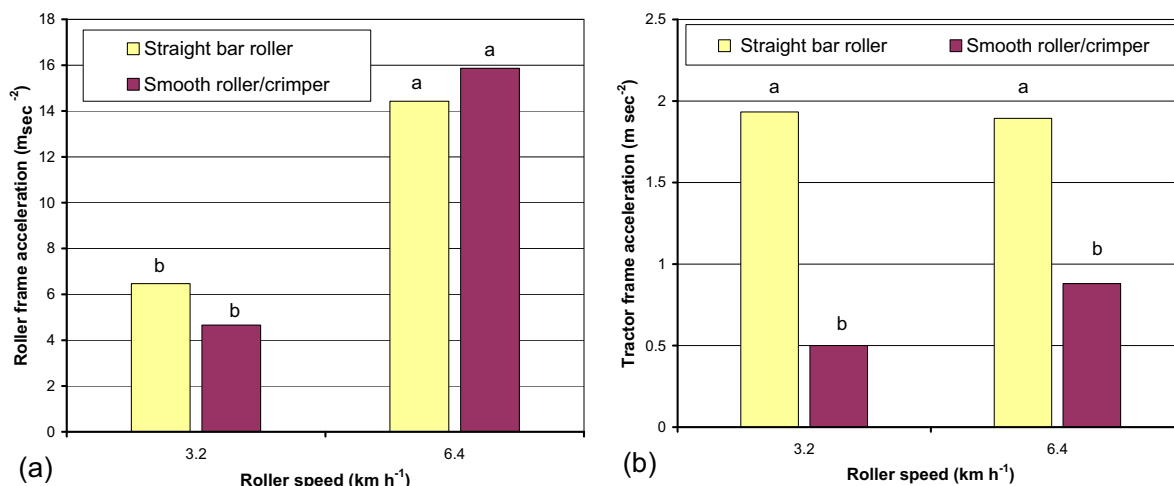 Straight bar roller
Smooth roller/crimper
Roller frame acceleration (m sec -2)
18
16
14
12
10
8
6
4
2
0
b
b
a
a
3.2
6.4
Roller speed (km h-1)
(a)
Straight bar roller
Smooth roller/crimper
Tractor frame acceleration (m sec-2)
2.5
2
1.5
1
0.5
0
a
b
a
b
3.2
6.4
Roller speed (km h-1)
(b)